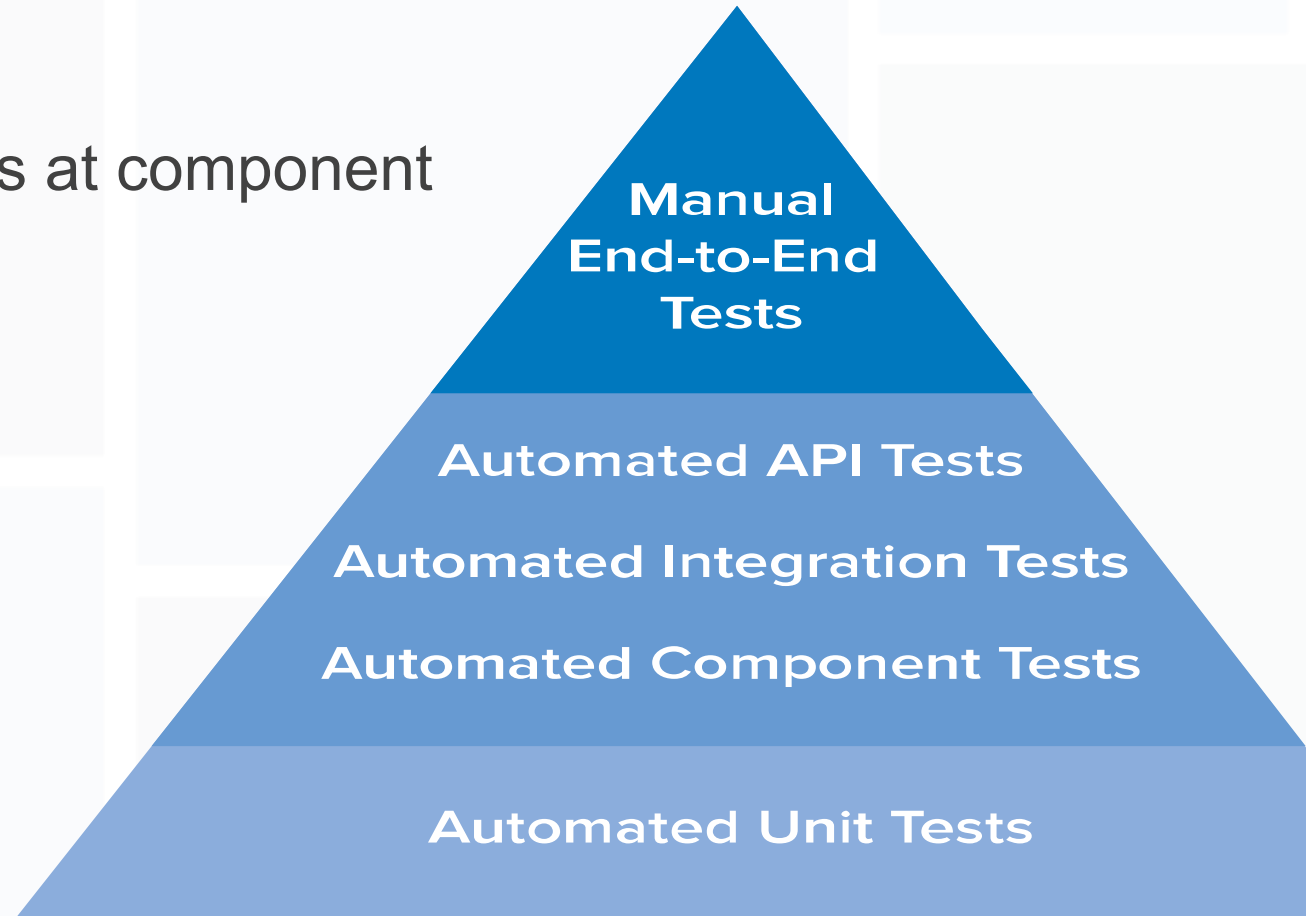 s at component
Manual
End-to-End
Tests
Automated API Tests
Automated Integration Tests
Automated Component Tests
Automated Unit Tests